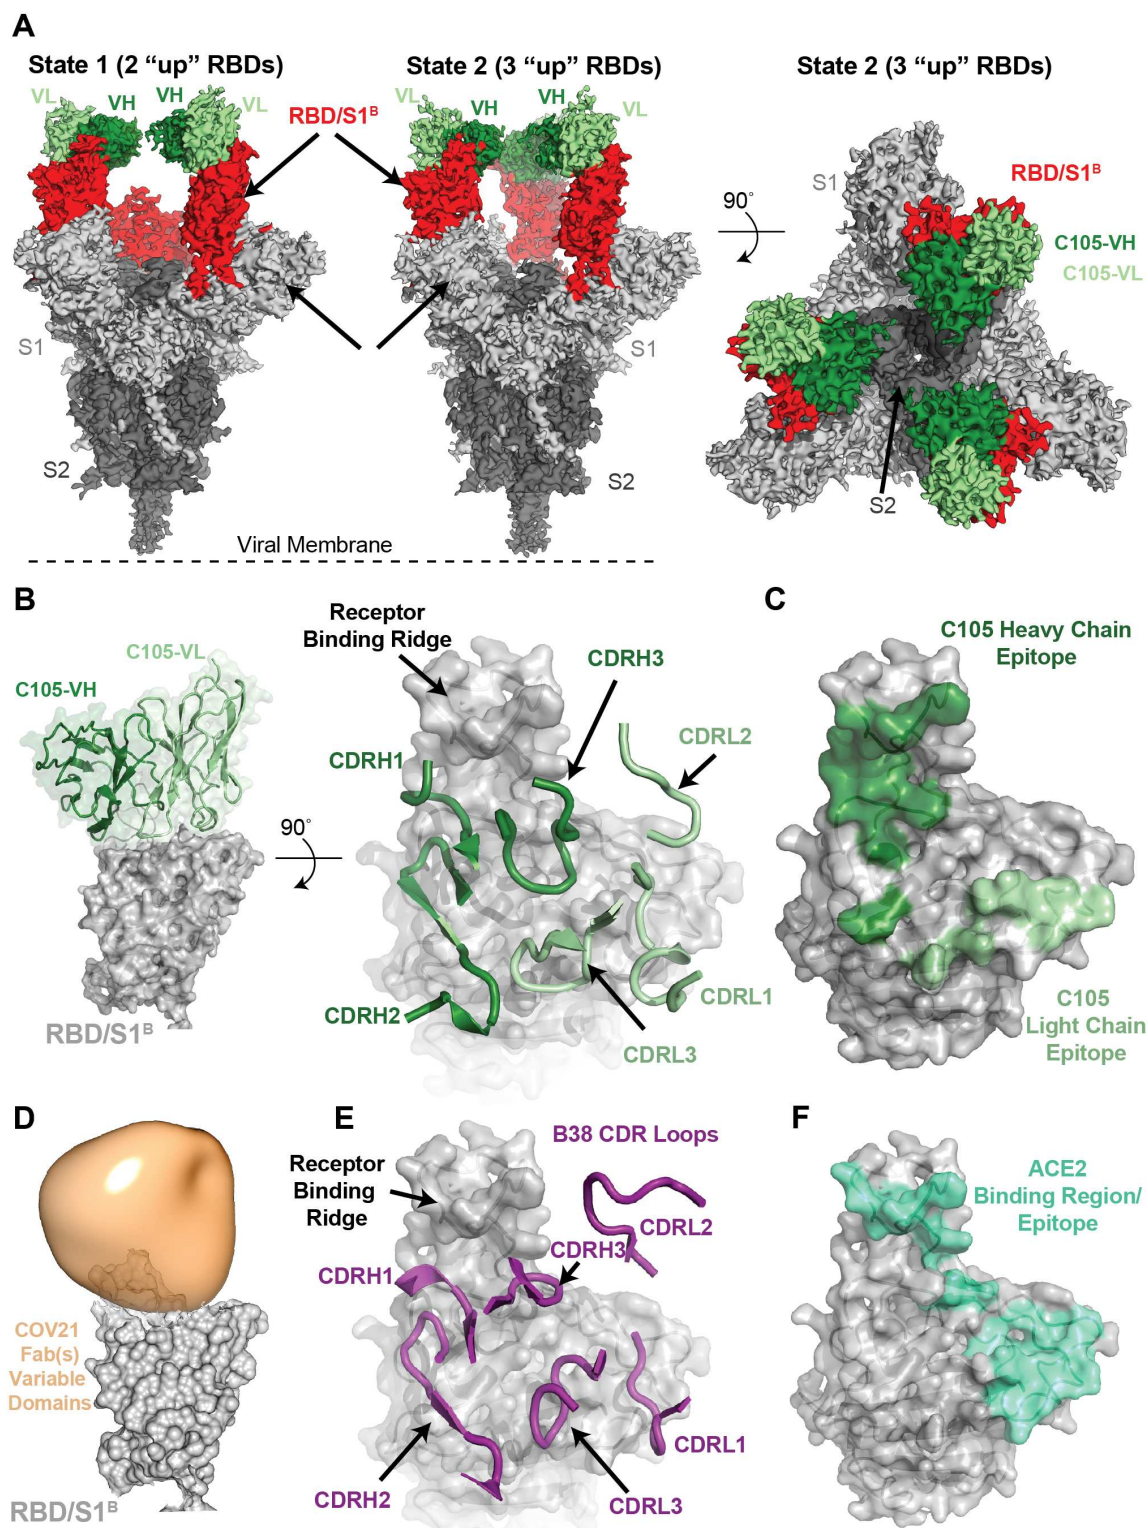 A
State 1 (2 “up” RBDs)
State 2 (3 “up” RBDs)
State 2 (3 “up” RBDs)
VL
VH
VH
VL
RBD/S1ᴮ
VL
VH
VH
VL
S1
S2
S1
S2
Viral Membrane
90°
S1
RBD/S1ᴮ
C105-VH
C105-VL
S2
B
C105-VL
C105-VH
RBD/S1ᴮ
90°
Receptor
Binding Ridge
CDRH3
CDRL2
CDRH1
CDRH2
CDRL1
CDRL3
C
C105 Heavy Chain
Epitope
C105
Light Chain
Epitope
D
COV21
Fab(s)
Variable
Domains
RBD/S1ᴮ
E
B38 CDR Loops
Receptor
Binding
Ridge
CDRL2
CDRH3
CDRH1
CDRL1
CDRH2
CDRL3
F
ACE2
Binding Region/
Epitope